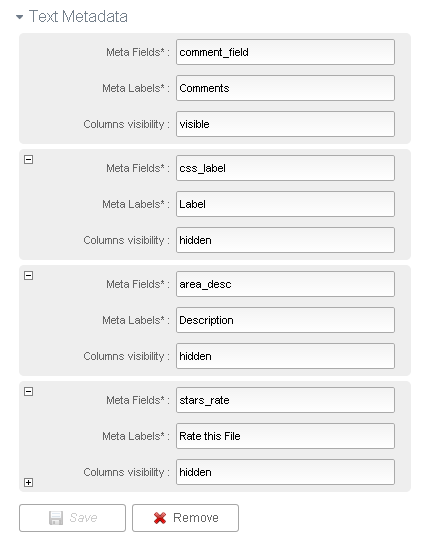 Text Metadata
Meta Fields* : comment_field
Meta Labels* : Comments
Columns visibility : visible
Meta Fields* : css_label
Meta Labels* : Label
Columns visibility : hidden
Meta Fields* : area_desc
Meta Labels* : Description
Columns visibility : hidden
Meta Fields* : stars_rate
Meta Labels* : Rate this File
Columns visibility : hidden
Save Remove